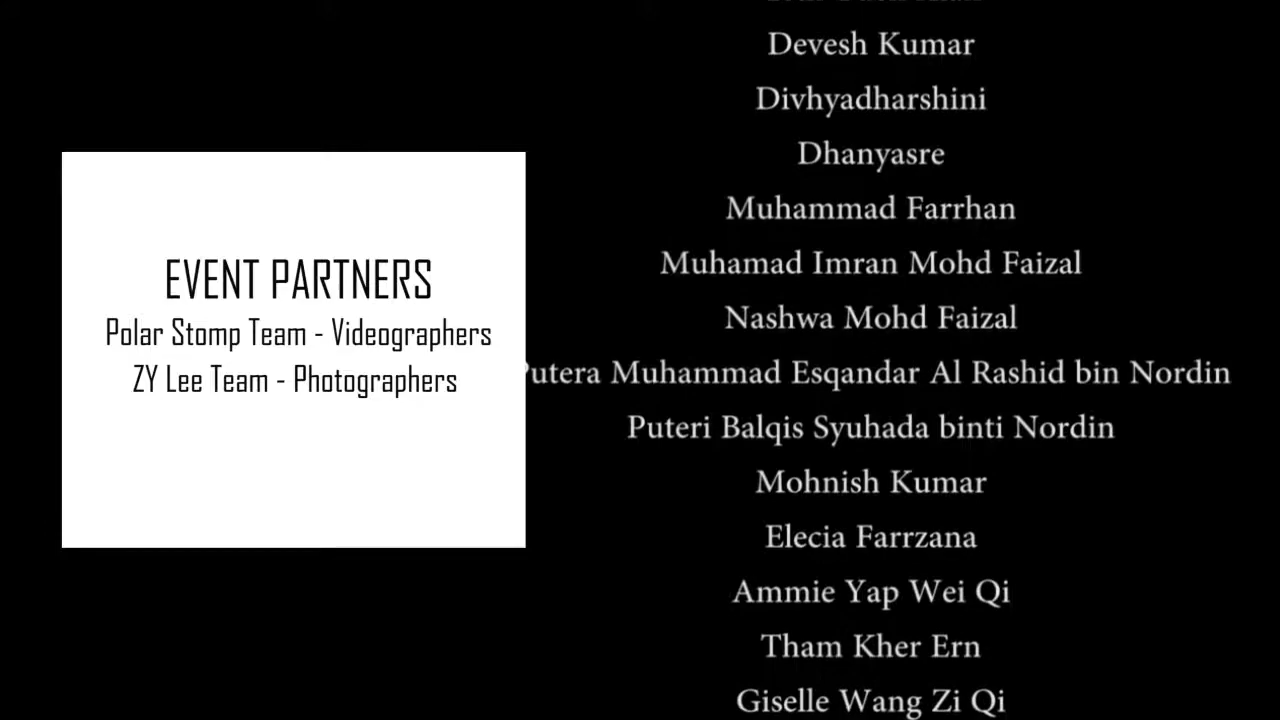 EVENT PARTNERS
Polar Stomp Team - Videographers
ZY Lee Team - Photographers
Devesh Kumar
Divhyadharshini
Dhanyasre
Muhammad Farrhan
Muhamad Imran Mohd Faizal
Nashwa Mohd Faizal
Putera Muhammad Esqandar Al Rashid bin Nordin
Puteri Balqis Syuhada binti Nordin
Mohnish Kumar
Elecia Farrzana
Ammie Yap Wei Qi
Tham Kher Ern
Giselle Wang Zi Qi